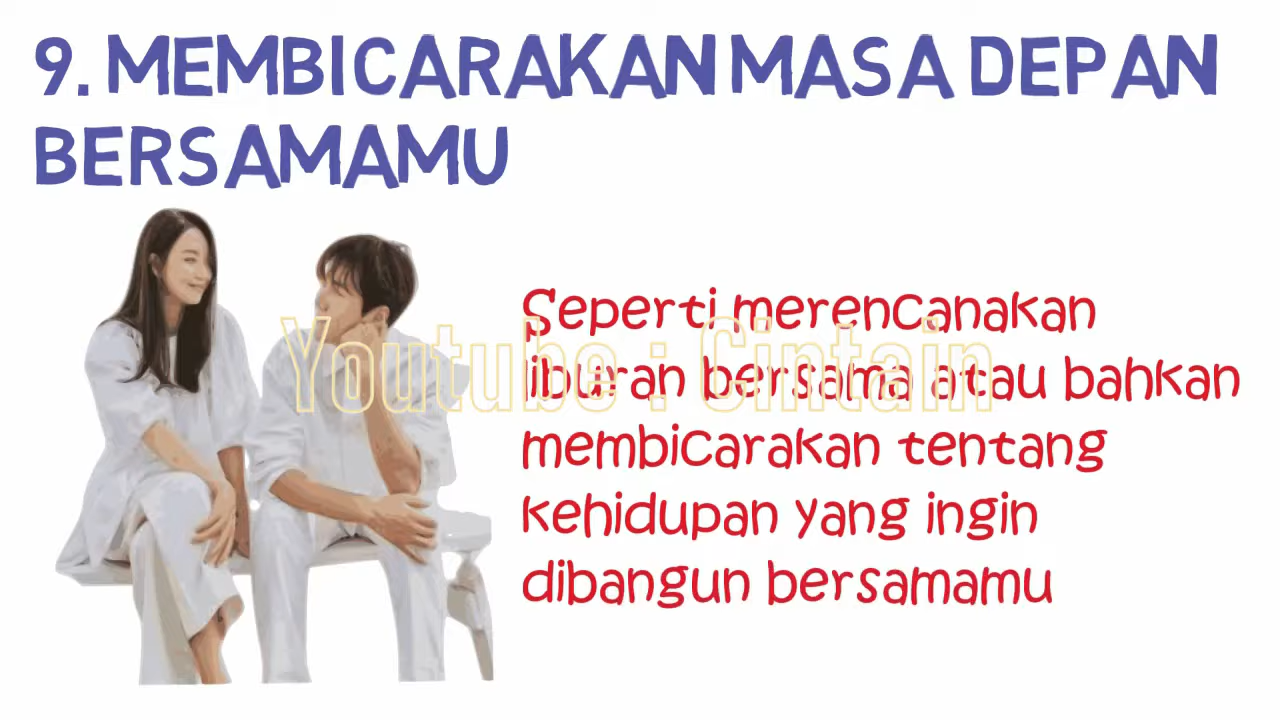 9. MEMBICARAKAN MASA DEPAN
BERSAMAMU
Seperti merencanakan
liburan bersama atau bahkan
membicarakan tentang
kehidupan yang ingin
dibangun bersamamu
Youtube : Cintain